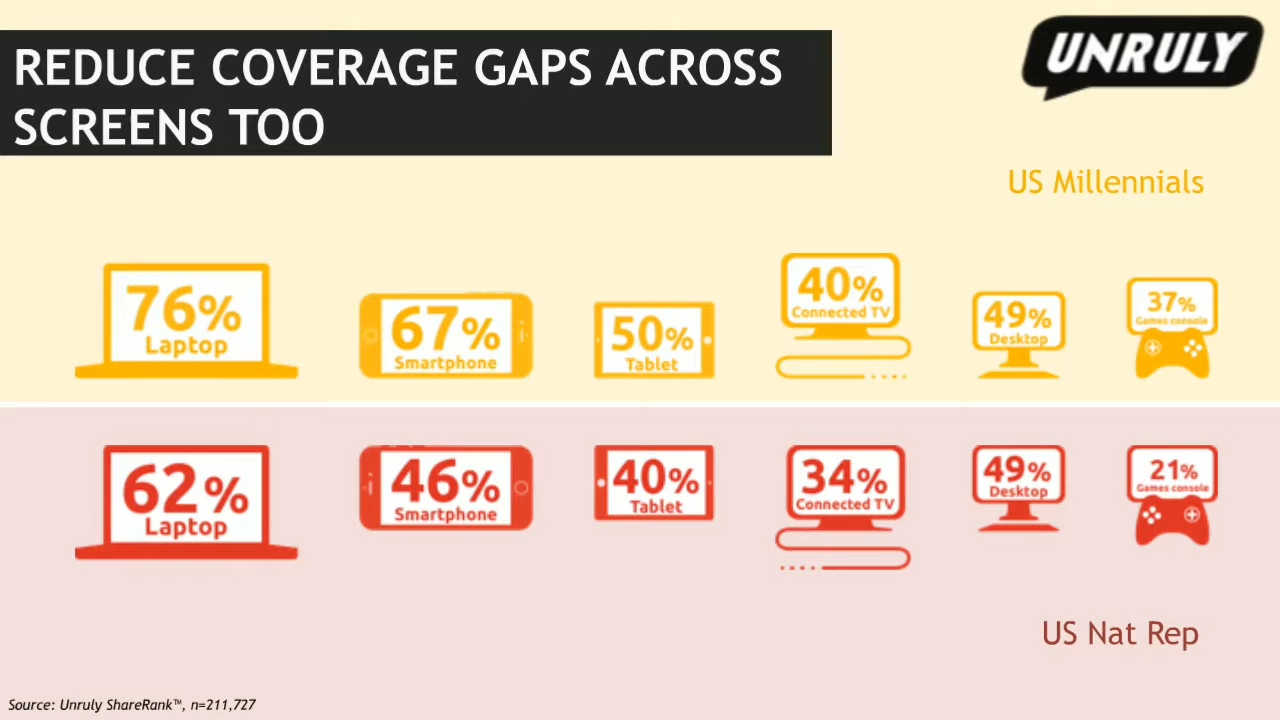 REDUCE COVERAGE GAPS ACROSS
SCREENS TOO
UNRULY
US Millennials
76%
Laptop
67%
Smartphone
50%
Tablet
40%
Connected TV
49%
Desktop
37%
Games console
62%
Laptop
46%
Smartphone
40%
Tablet
34%
Connected TV
49%
Desktop
21%
Games console
US Nat Rep
Source: Unruly ShareRank™, n=211,727